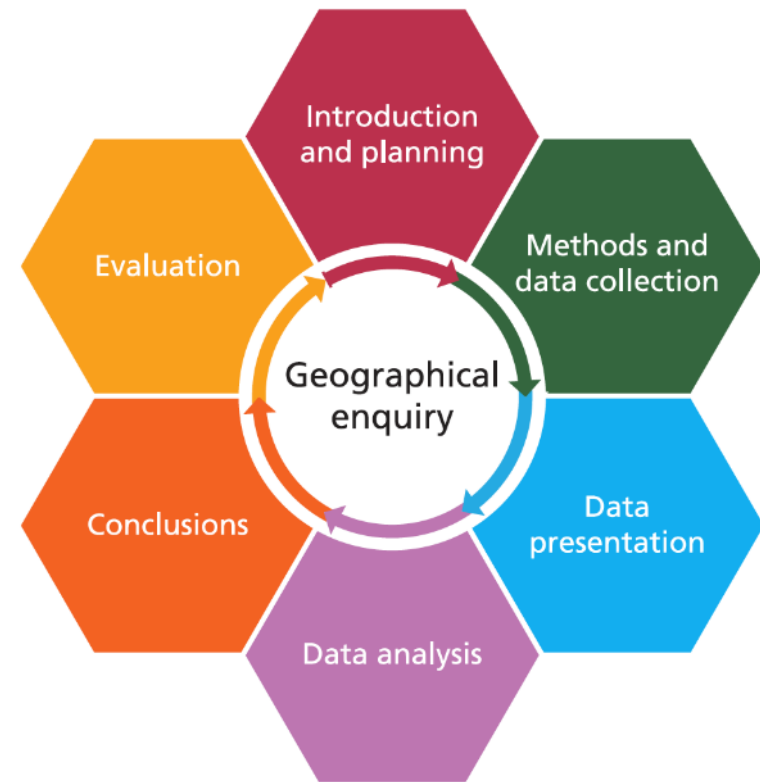 Introduction
and planning
Methods and
data collection
Data
presentation
Data analysis
Conclusions
Evaluation
Geographical
enquiry